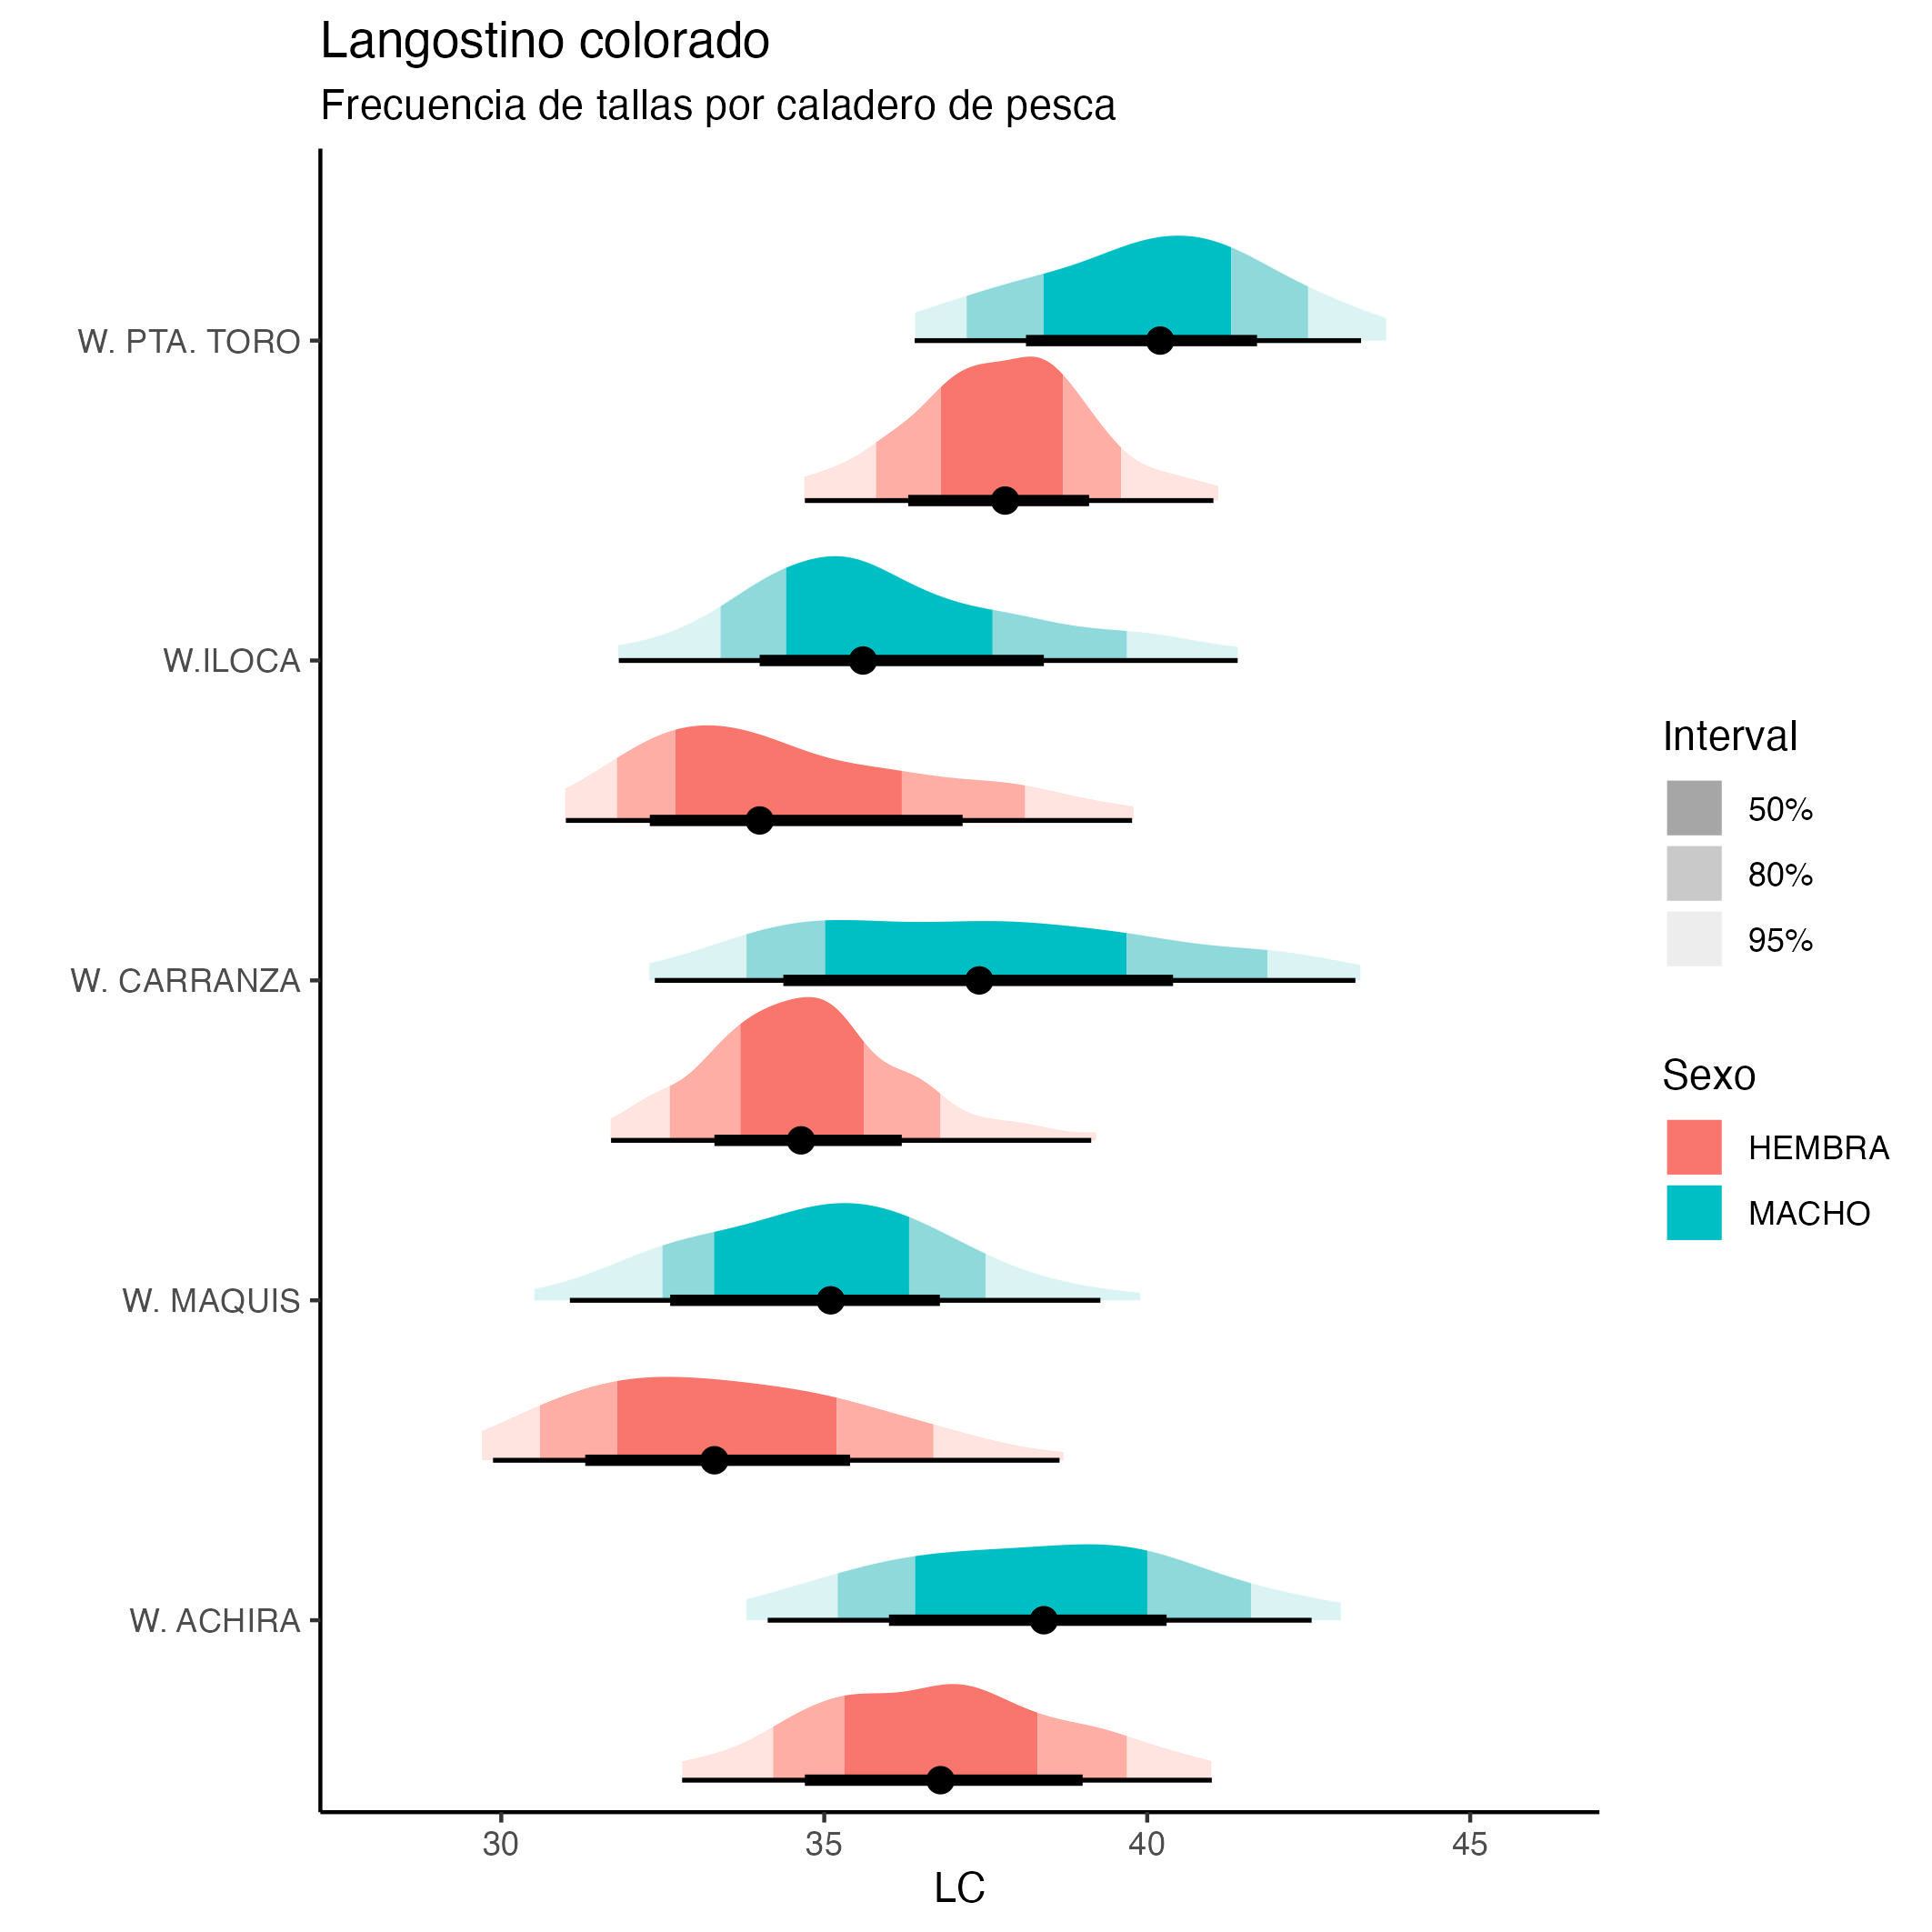 Langostino colorado
Frecuencia de tallas por caladero de pesca
W. PTA. TORO
W.ILOCA
W. CARRANZA
W. MAQUIS
W. ACHIRA
30 35 40 45
LC
Interval
50%
80%
95%
Sexo
HEMBRA
MACHO